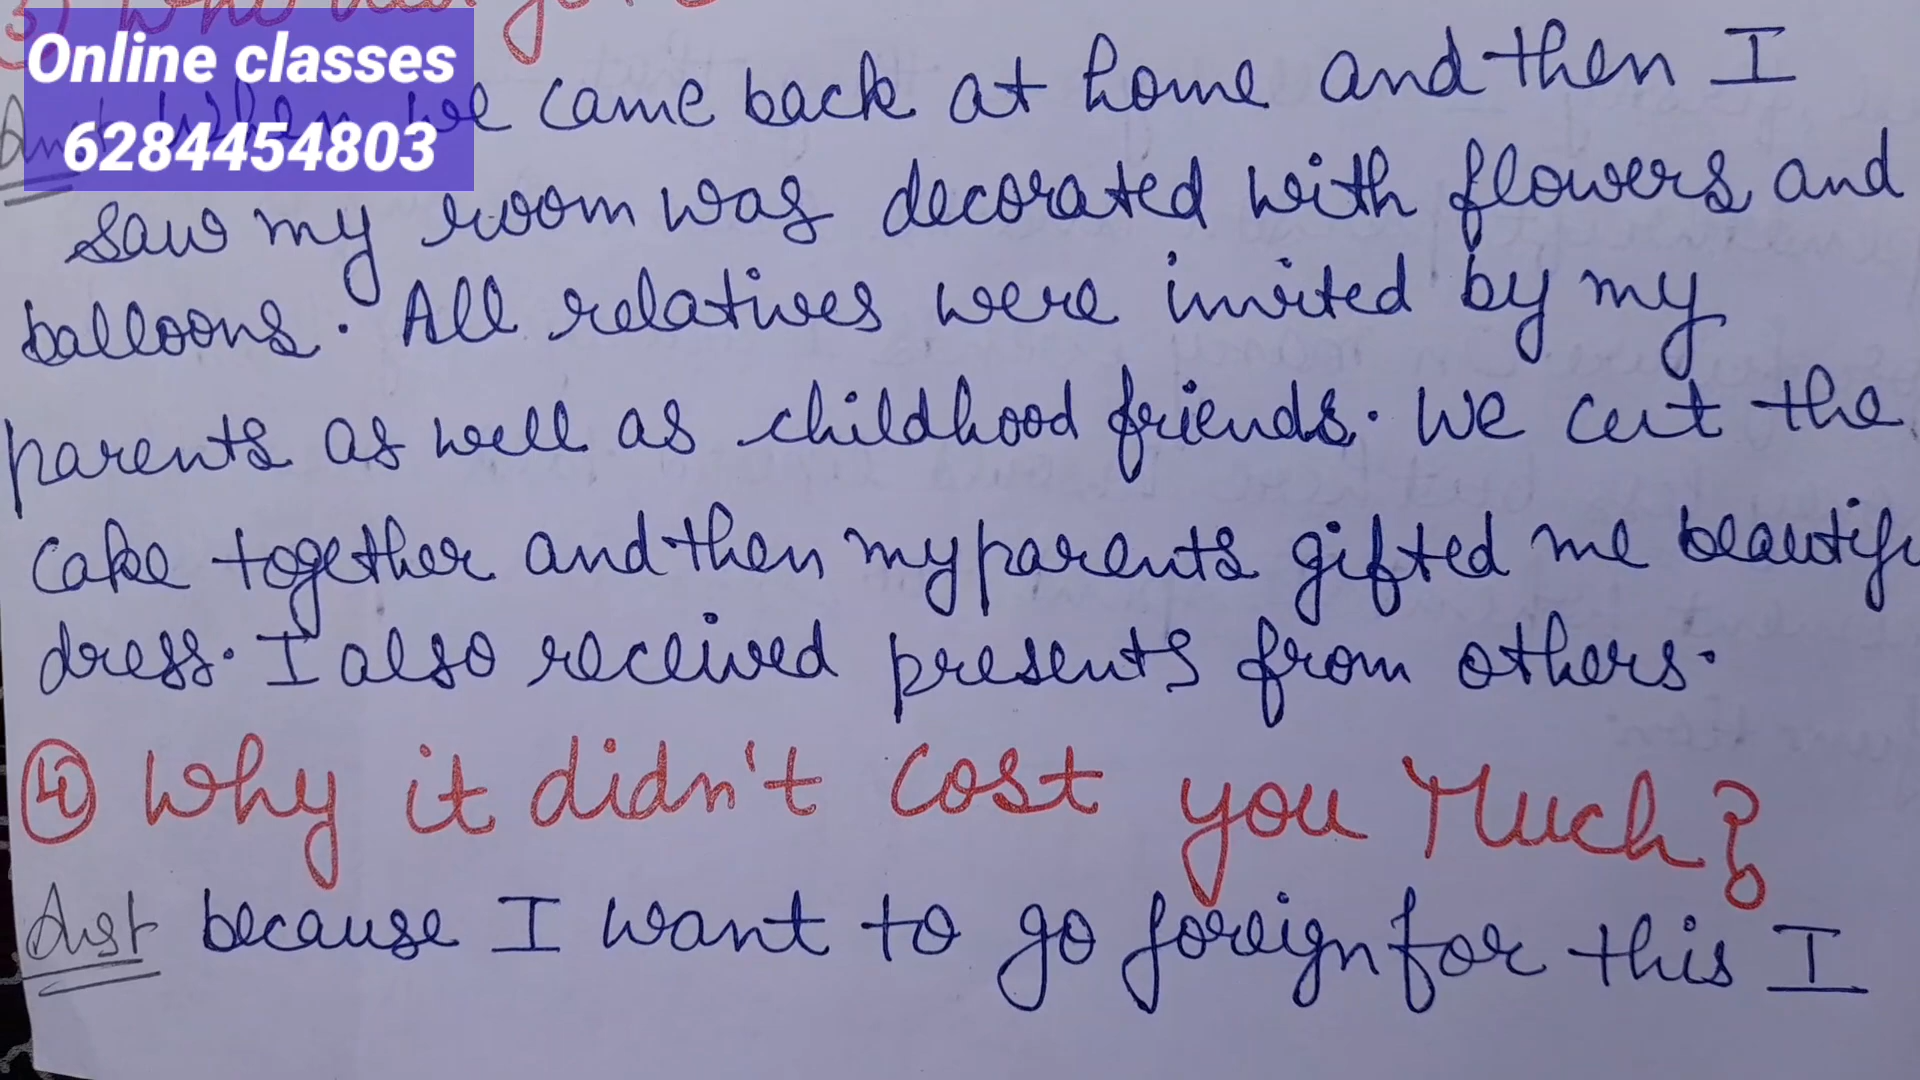 Online classes
6284454803
When we came back at home and then I
saw my room was decorated with flowers and
balloons. All relatives were invited by my
parents as well as childhood friends. We cut the
cake together and then my parents gifted me beautifu
dress. I also received presents from others.
4 Why it didn't cost you Much?
Ans+ because I want to go foreign for this I